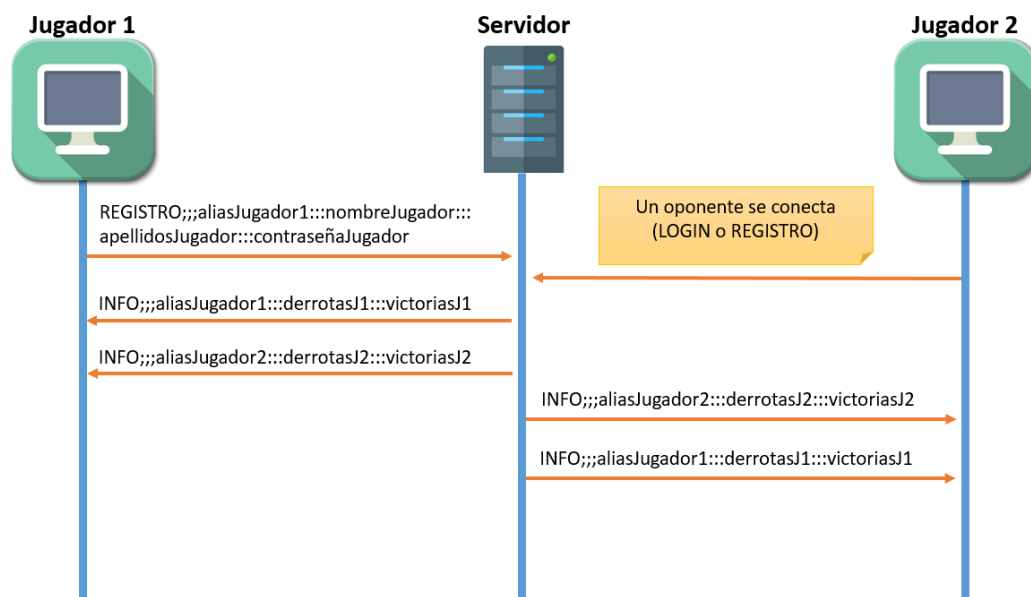 Jugador 1
Servidor
Jugador 2
REGISTRO;;;aliasJugador1:::nombreJugador:::
apellidosJugador:::contraseñaJugador
Un oponente se conecta
(LOGIN o REGISTRO)
INFO;;;aliasJugador1:::derrotasJ1:::victoriasJ1
INFO;;;aliasJugador2:::derrotasJ2:::victoriasJ2
INFO;;;aliasJugador2:::derrotasJ2:::victoriasJ2
INFO;;;aliasJugador1:::derrotasJ1:::victoriasJ1